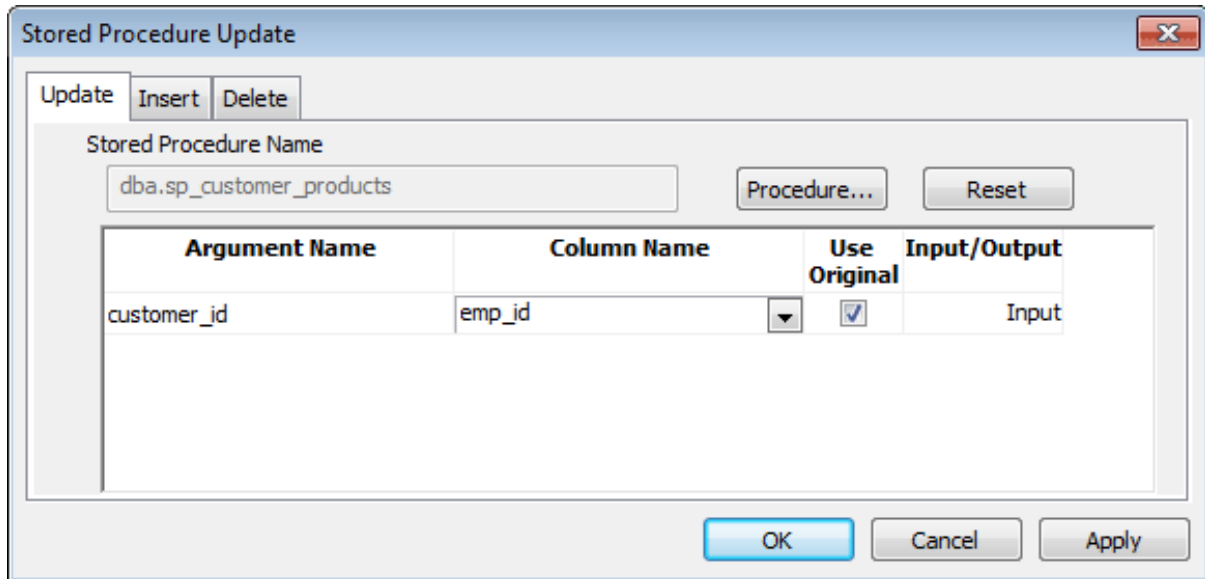 Stored Procedure Update
Update Insert Delete
Stored Procedure Name
dba.sp_customer_products Procedure... Reset
Argument Name Column Name Use Original Input/Output
customer_id emp_id Input
OK Cancel Apply